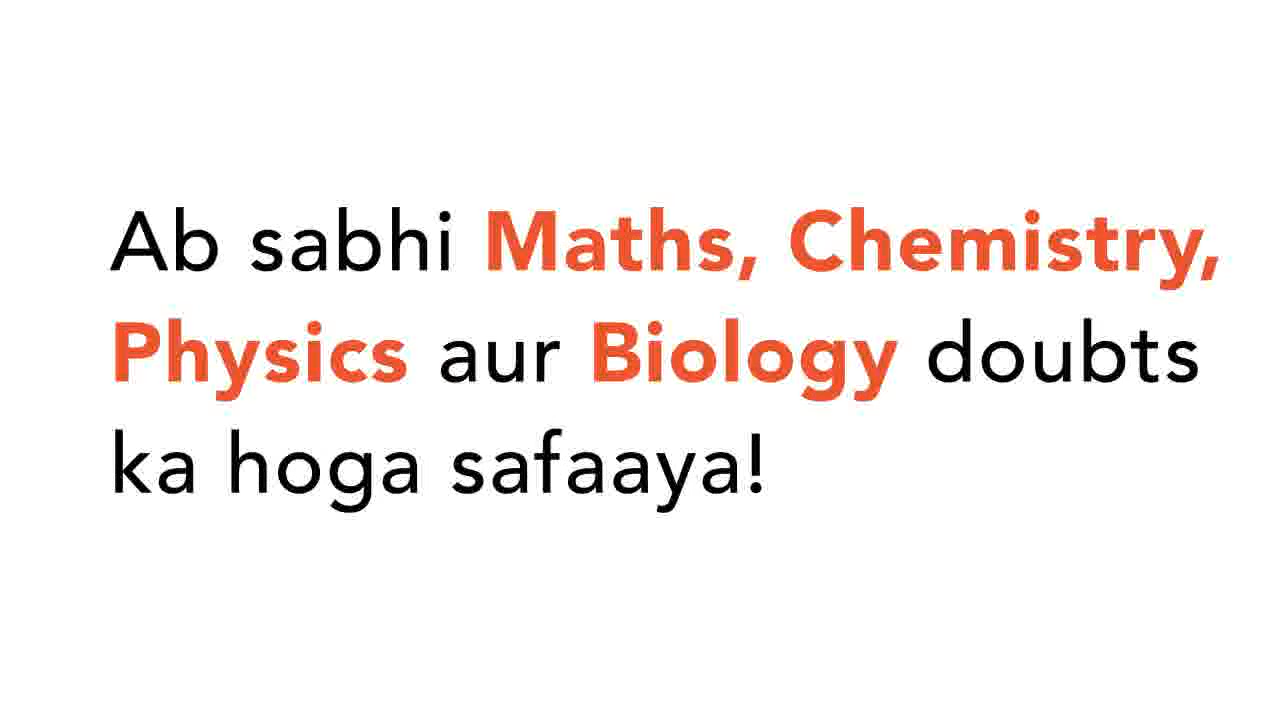 Ab sabhi Maths, Chemistry,
Physics aur Biology doubts
ka hoga safaaya!